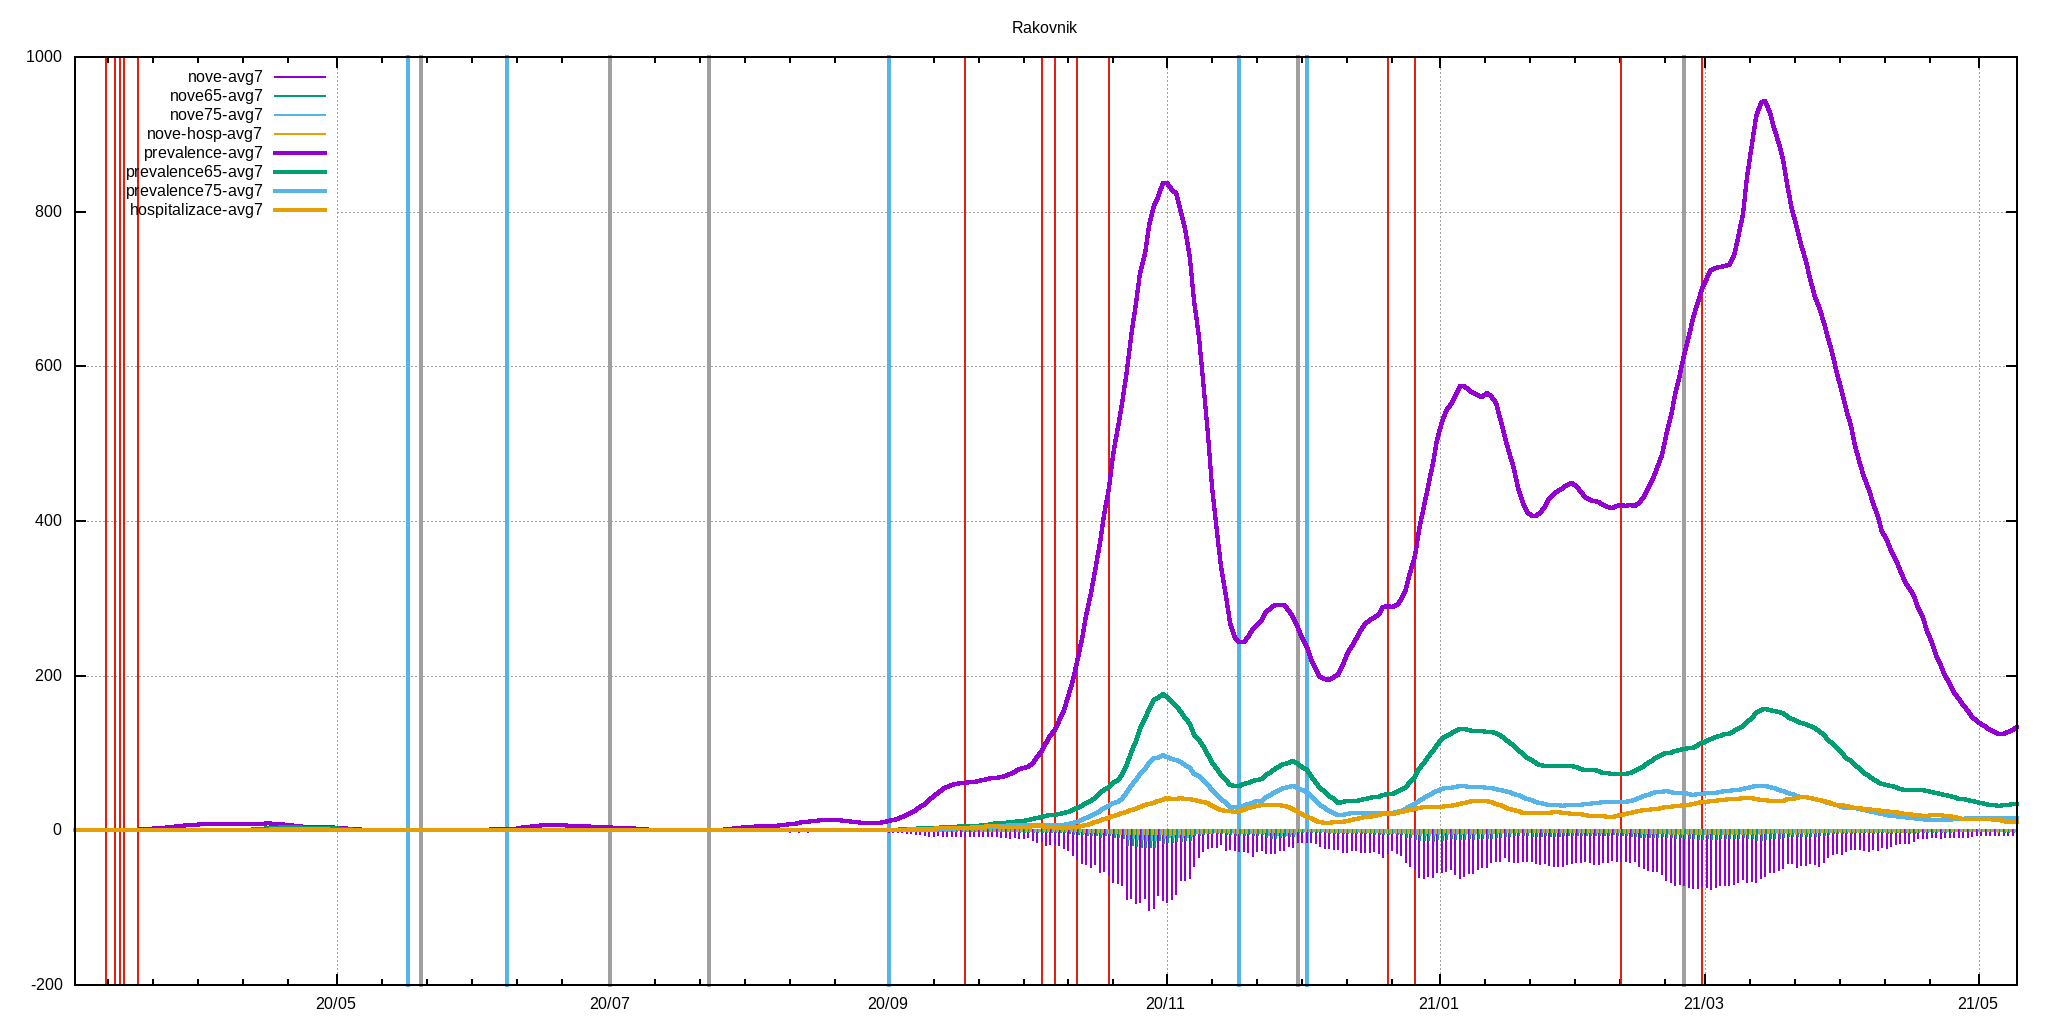 Rakovnik
1000
800
600
400
200
0
-200
nove-avg7
nove65-avg7
nove75-avg7
nove-hosp-avg7
prevalence-avg7
prevalence65-avg7
prevalence75-avg7
hospitalizace-avg7
20/05 20/07 20/09 20/11 21/01 21/03 21/05